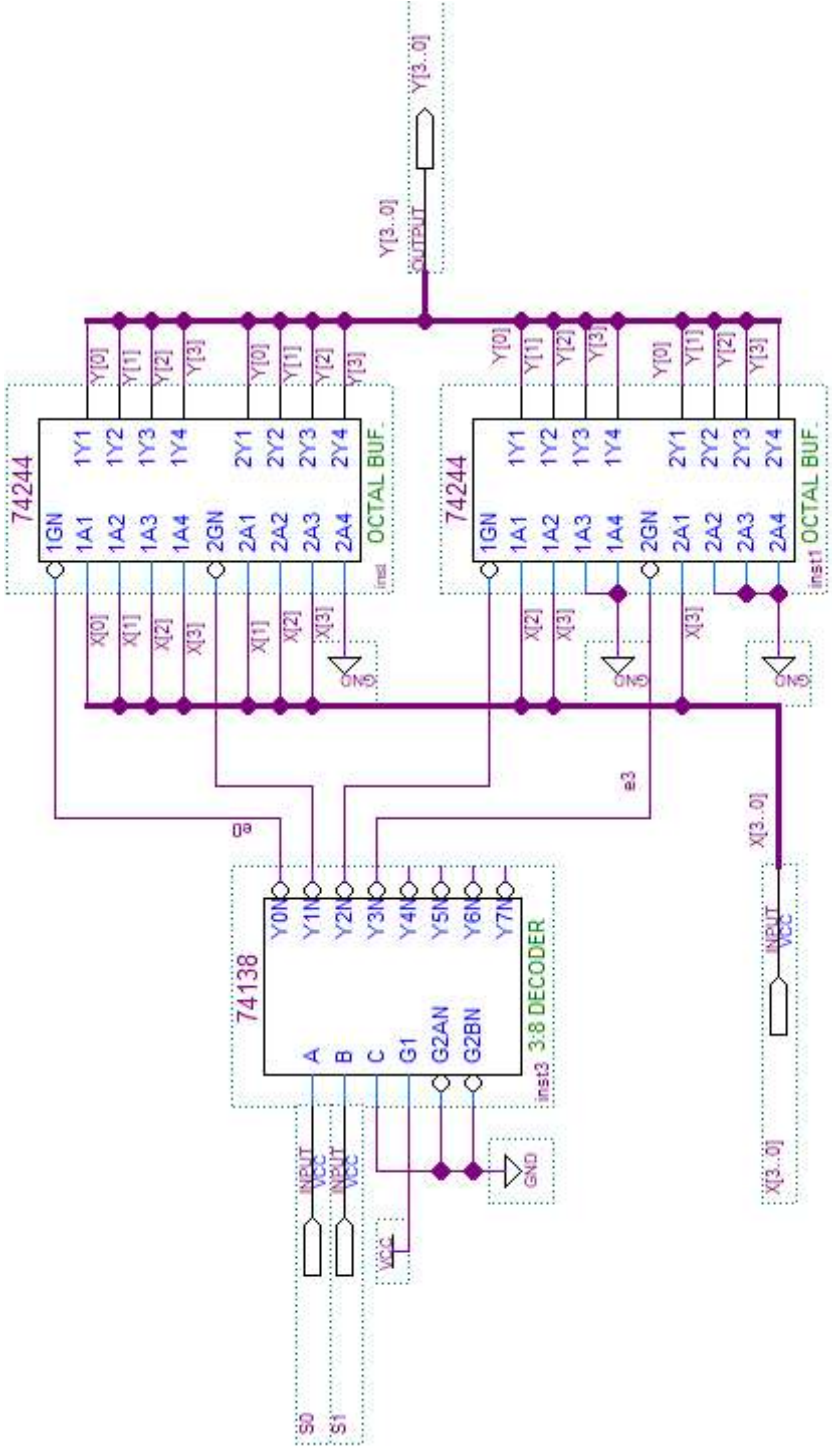 S0
INPUT
VCC
S1
INPUT
VCC
VCC
GND
74138
A
B
C
G1
G2AN
G2BN
Y0N
Y1N
Y2N
Y3N
Y4N
Y5N
Y6N
Y7N
inst3
3:8 DECODER
e0
e3
X[3..0]
INPUT
VCC
X[3..0]
X[0]
X[1]
X[2]
X[3]
X[1]
X[2]
X[3]
GND
74244
1GN
1A1
1A2
1A3
1A4
2GN
2A1
2A2
2A3
2A4
1Y1
1Y2
1Y3
1Y4
2Y1
2Y2
2Y3
2Y4
inst
OCTAL BUF.
Y[0]
Y[1]
Y[2]
Y[3]
Y[0]
Y[1]
Y[2]
Y[3]
X[2]
X[3]
GND
X[3]
GND
74244
1GN
1A1
1A2
1A3
1A4
2GN
2A1
2A2
2A3
2A4
1Y1
1Y2
1Y3
1Y4
2Y1
2Y2
2Y3
2Y4
inst1
OCTAL BUF.
Y[0]
Y[1]
Y[2]
Y[3]
Y[0]
Y[1]
Y[2]
Y[3]
Y[3..0]
OUTPUT
Y[3..0]